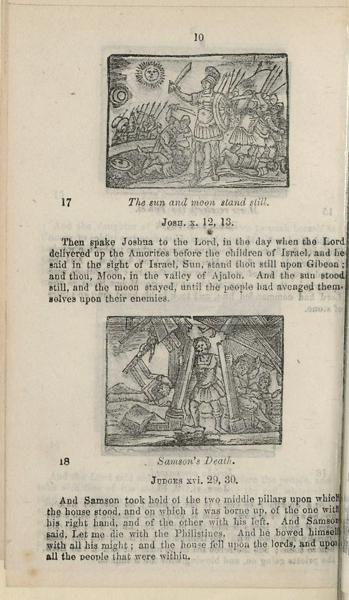 10
17 The sun and moon stand still.
JOSH. x. 12, 13.
Then spake Joshua to the Lord, in the day when the Lord
delivered up the Amorites before the children of Israel, and he
said in the sight of Israel, Sun, stand thou still upon Gibeon;
and thou, Moon, in the valley of Ajalon. And the sun stood
still, and the moon stayed, until the people had avenged them-
selves upon their enemies.
18 Samson's Death.
JUDGES xvi. 29, 30.
And Samson took hold of the two middle pillars upon which
the house stood, and on which it was borne up, of the one with
his right hand, and of the other with his left. And Samson
said, Let me die with the Philistines. And he bowed himself
with all his might; and the house fell upon the lords, and upon
all the people that were within.